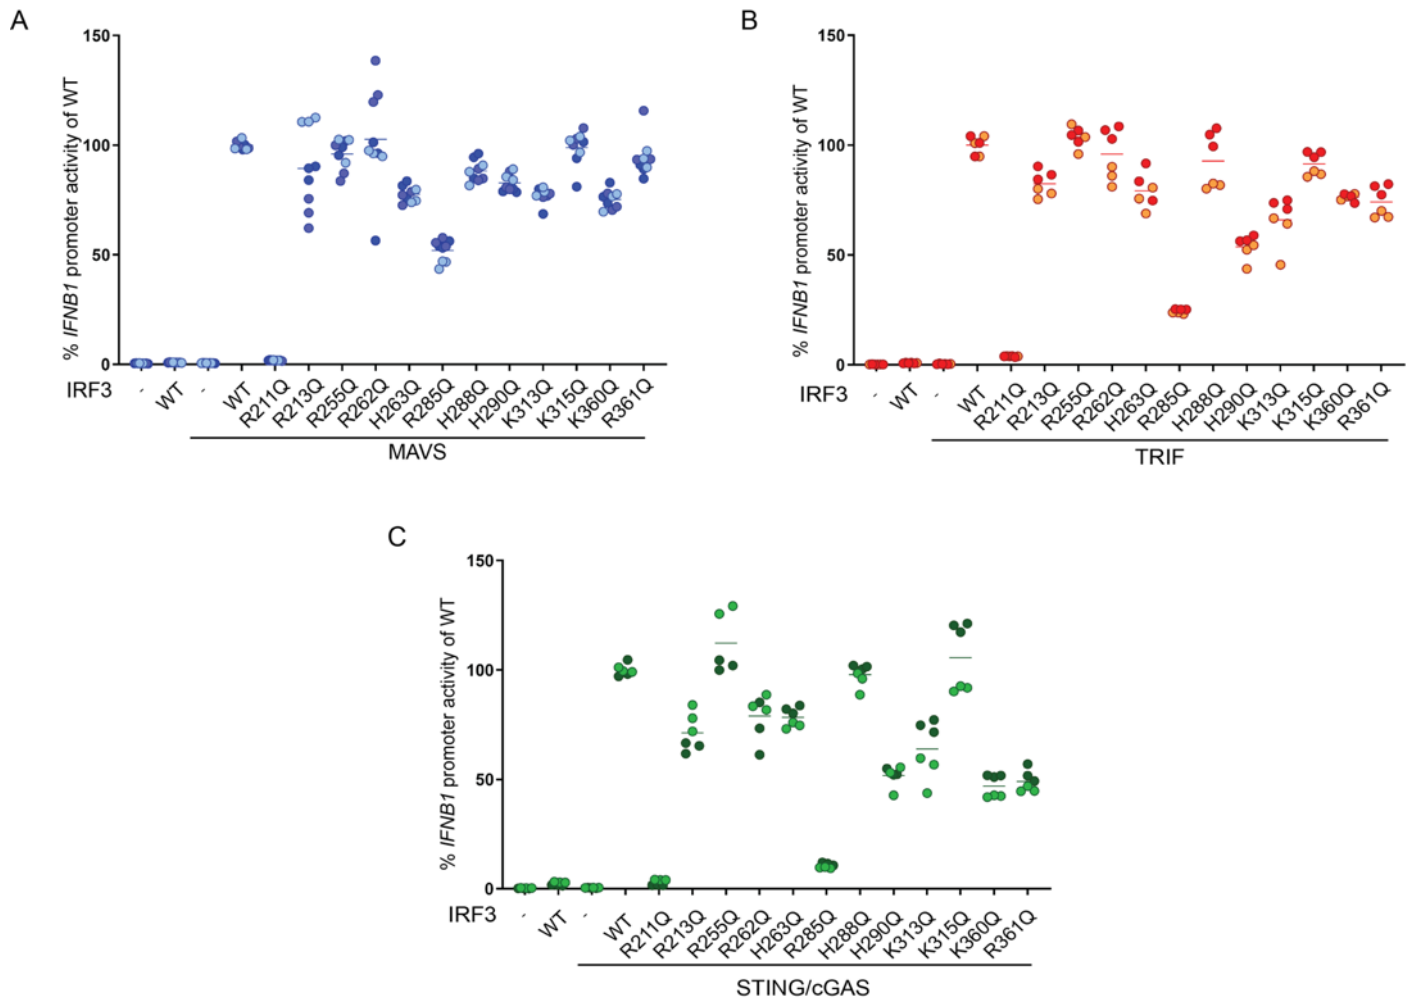 A
% IFNB1 promoter activity of WT
150
100
50
0
IRF3
- WT - WT R211Q R213Q R255Q R262Q H263Q R285Q H288Q H290Q K313Q K315Q K360Q R361Q
MAVS
B
% IFNB1 promoter activity of WT
150
100
50
0
IRF3
- WT - WT R211Q R213Q R255Q R262Q H263Q R285Q H288Q H290Q K313Q K315Q K360Q R361Q
TRIF
C
% IFNB1 promoter activity of WT
150
100
50
0
IRF3
- WT - WT R211Q R213Q R255Q R262Q H263Q R285Q H288Q H290Q K313Q K315Q K360Q R361Q
STING/cGAS